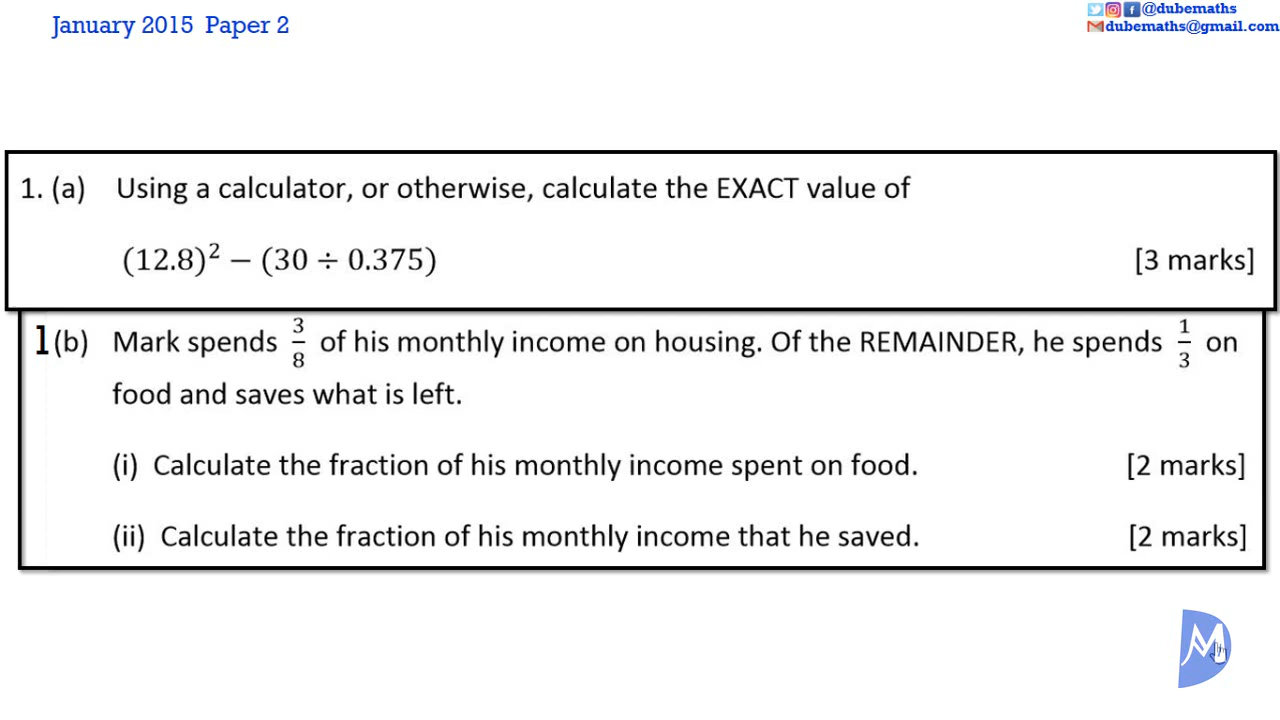 January 2015 Paper 2
@dubemaths
dubemaths@gmail.com
1. (a) Using a calculator, or otherwise, calculate the EXACT value of
(12.8)² − (30 ÷ 0.375) [3 marks]
1(b) Mark spends 3/8 of his monthly income on housing. Of the REMAINDER, he spends 1/3 on
food and saves what is left.
(i) Calculate the fraction of his monthly income spent on food. [2 marks]
(ii) Calculate the fraction of his monthly income that he saved. [2 marks]
M